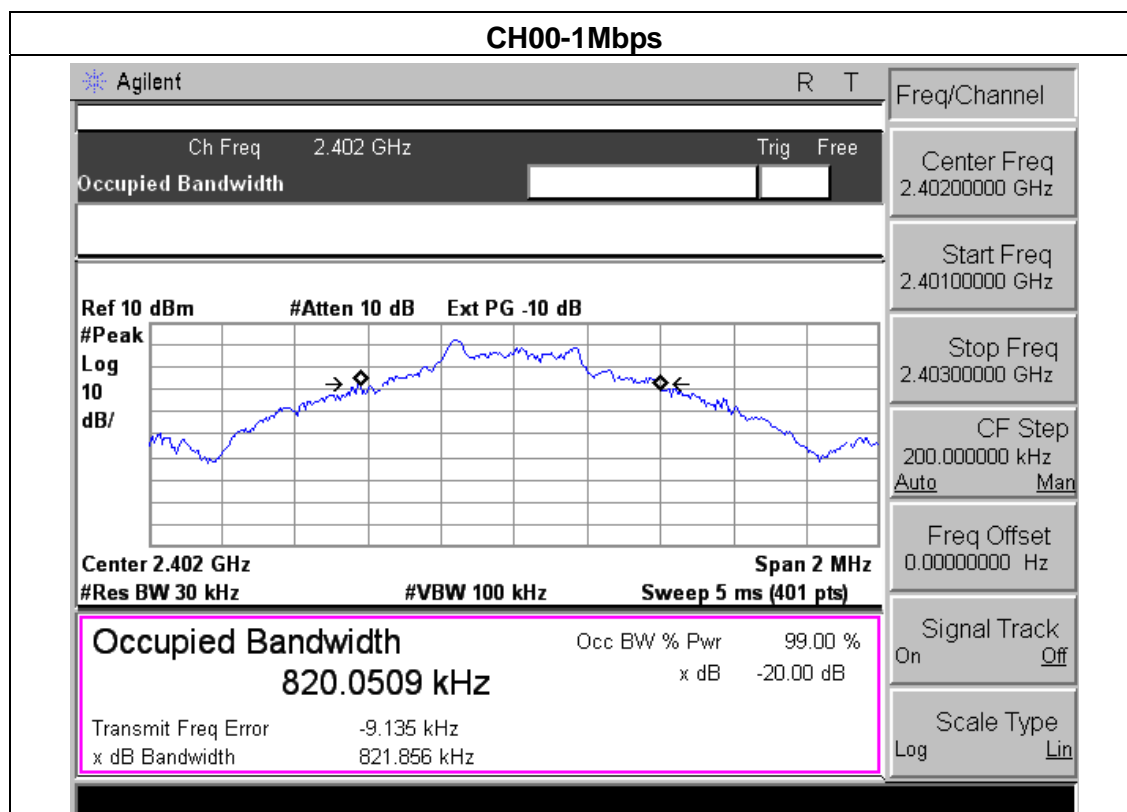 CH00-1Mbps
Agilent R T
Ch Freq 2.402 GHz Trig Free
Occupied Bandwidth
Ref 10 dBm #Atten 10 dB Ext PG -10 dB
#Peak
Log
10
dB/
Center 2.402 GHz Span 2 MHz
#Res BW 30 kHz #VBW 100 kHz Sweep 5 ms (401 pts)
Occupied Bandwidth
820.0509 kHz
Occ BW % Pwr 99.00 %
x dB -20.00 dB
Transmit Freq Error -9.135 kHz
x dB Bandwidth 821.856 kHz
Freq/Channel
Center Freq
2.40200000 GHz
Start Freq
2.40100000 GHz
Stop Freq
2.40300000 GHz
CF Step
200.000000 kHz
Auto Man
Freq Offset
0.00000000 Hz
Signal Track
On Off
Scale Type
Log Lin